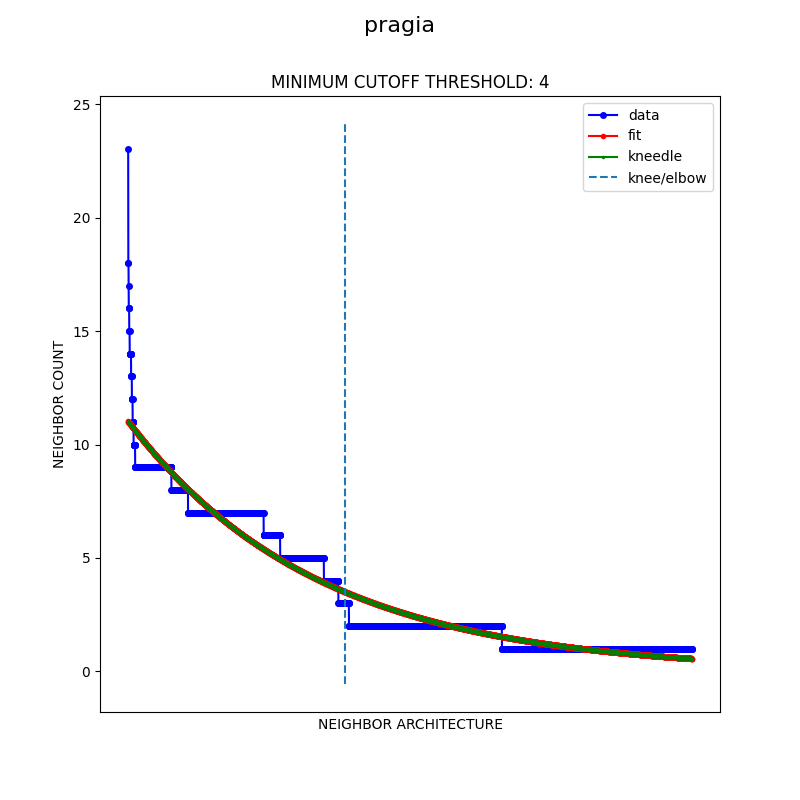 pragia
MINIMUM CUTOFF THRESHOLD: 4
data
fit
kneedle
knee/elbow
25
20
15
10
5
0
NEIGHBOR COUNT
NEIGHBOR ARCHITECTURE